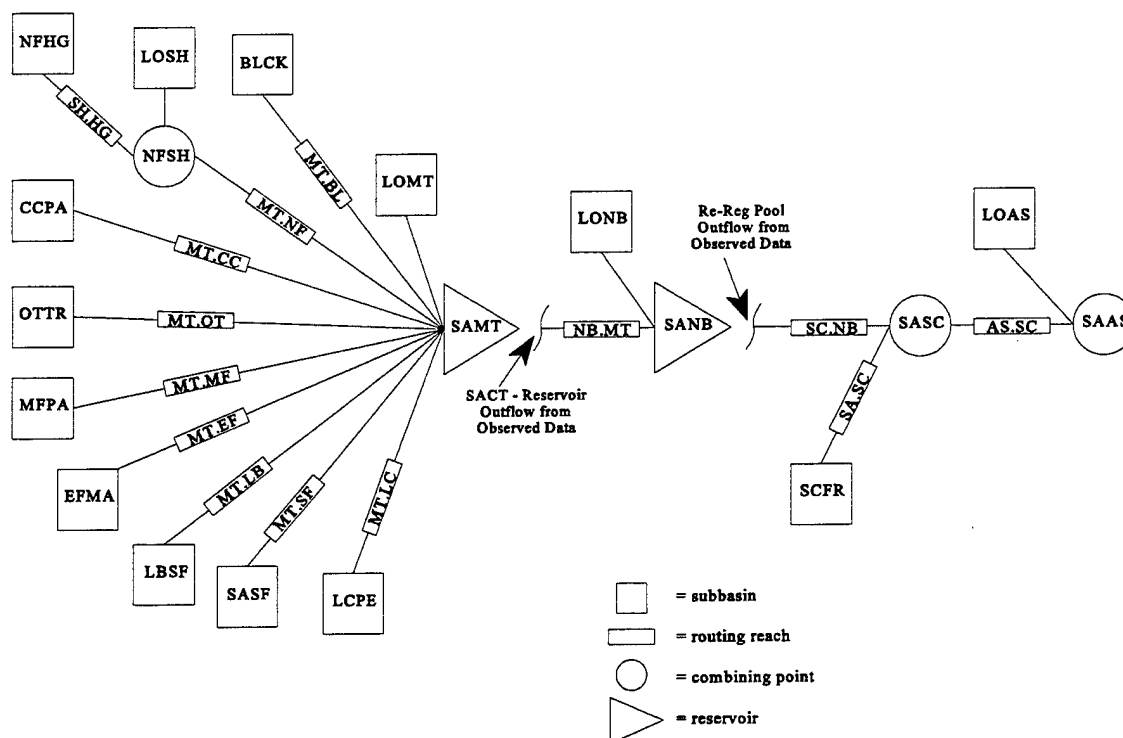 NFHG
LOSH
BLCK
SH.HG
NFSH
MT.BL
LOMT
CCPA
MT.NF
MT.CC
LONB
Re-Reg Pool
Outflow from
Observed Data
LOAS
OTTR
MT.OT
SAMT
NB.MT
SANB
SC.NB
SASC
AS.SC
SAAS
MFPA
MT.MF
SACT - Reservoir
Outflow from
Observed Data
SA.SC
MT.EF
EFMA
MT.LB
MT.SF
MT.LC
SCFR
LBSF
SASF
LCPE
= subbasin
= routing reach
= combining point
= reservoir